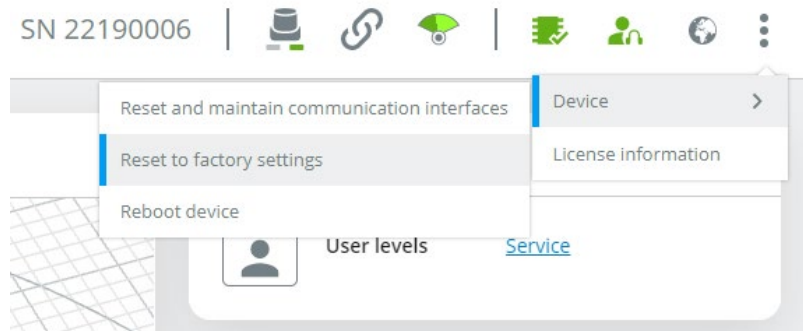 SN 22190006
Reset and maintain communication interfaces
Reset to factory settings
Reboot device
Device
License information
User levels
Service